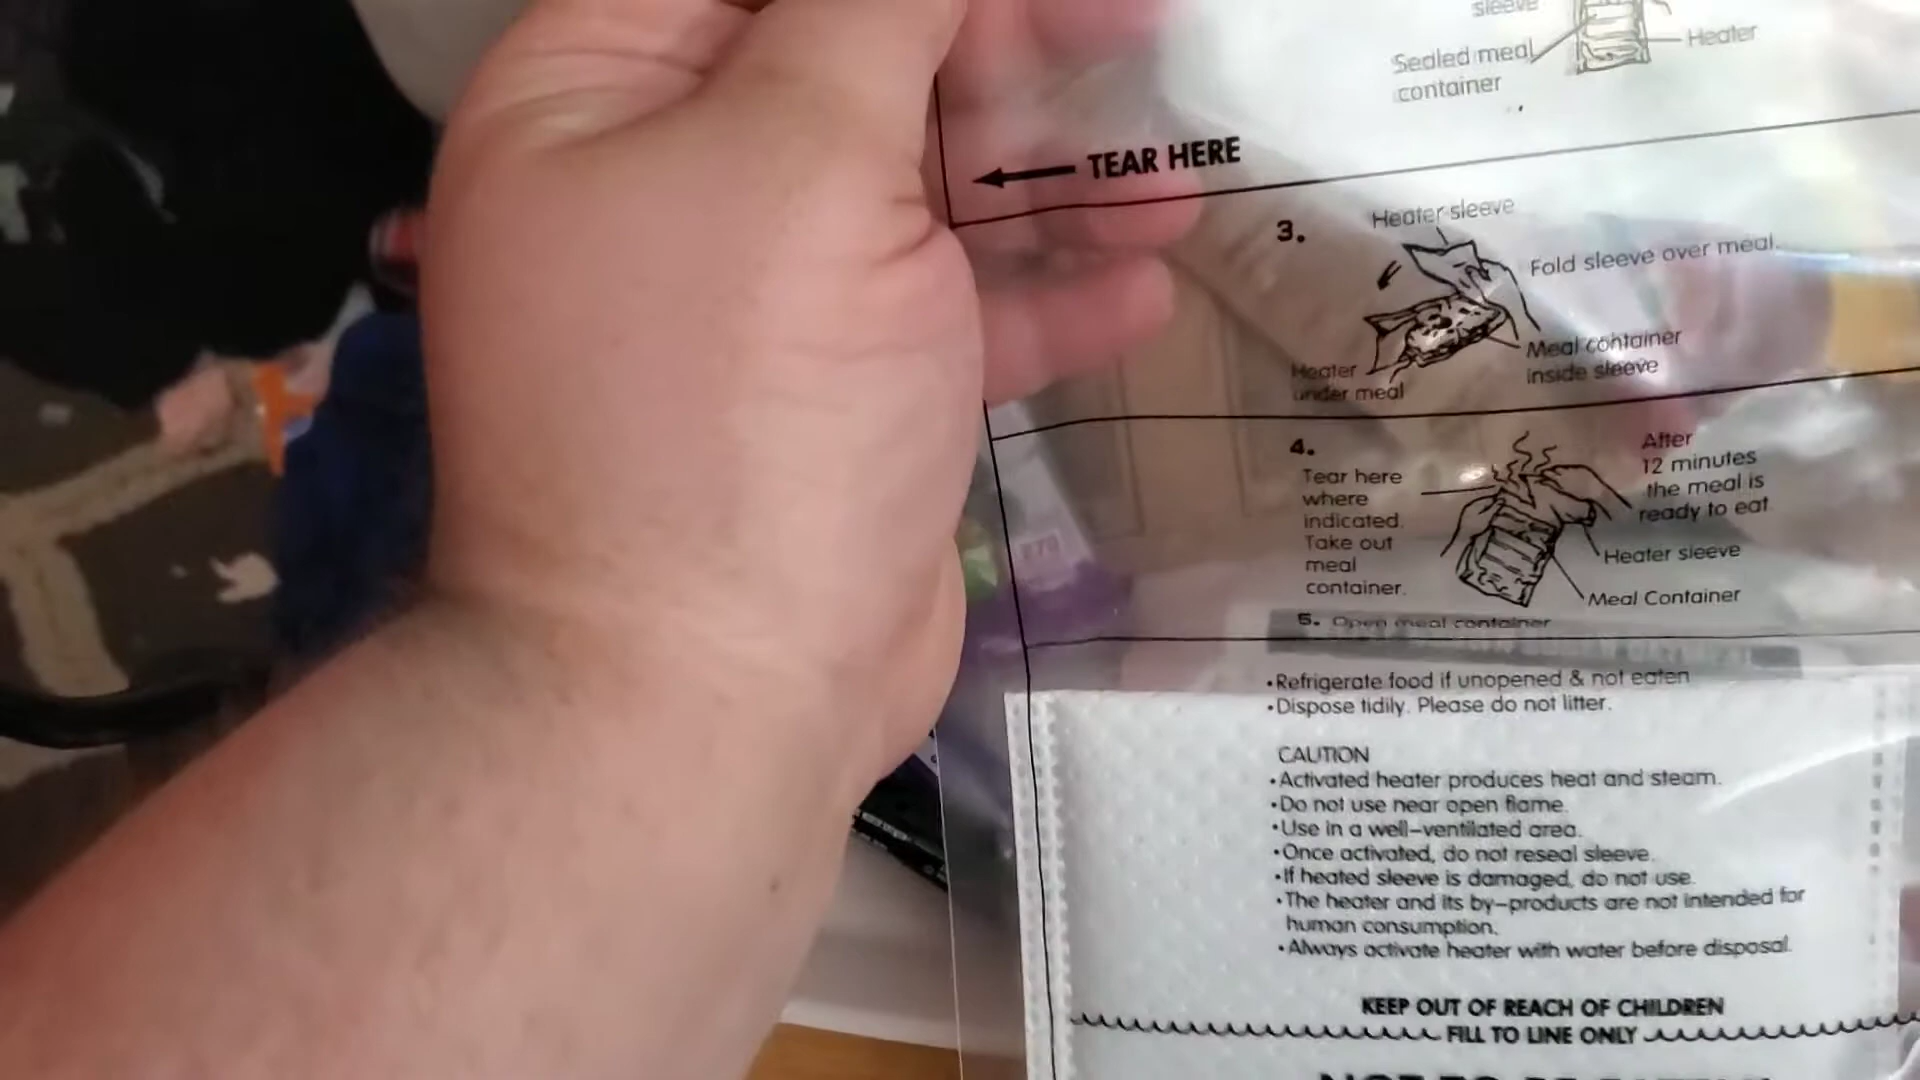 sleeve
Sealed meal
container
Heater
TEAR HERE
3.
Heater sleeve
Fold sleeve over meal.
Meal container
inside sleeve
Heater
under meal
4.
Tear here
where
indicated.
Take out
meal
container.
After
12 minutes
the meal is
ready to eat
Heater sleeve
Meal Container
5. Open meal container
•Refrigerate food if unopened & not eaten
•Dispose tidily. Please do not litter.
CAUTION
•Activated heater produces heat and steam.
•Do not use near open flame.
•Use in a well-ventilated area.
•Once activated, do not reseal sleeve.
•If heated sleeve is damaged, do not use.
•The heater and its by-products are not intended for
human consumption.
•Always activate heater with water before disposal.
KEEP OUT OF REACH OF CHILDREN
FILL TO LINE ONLY